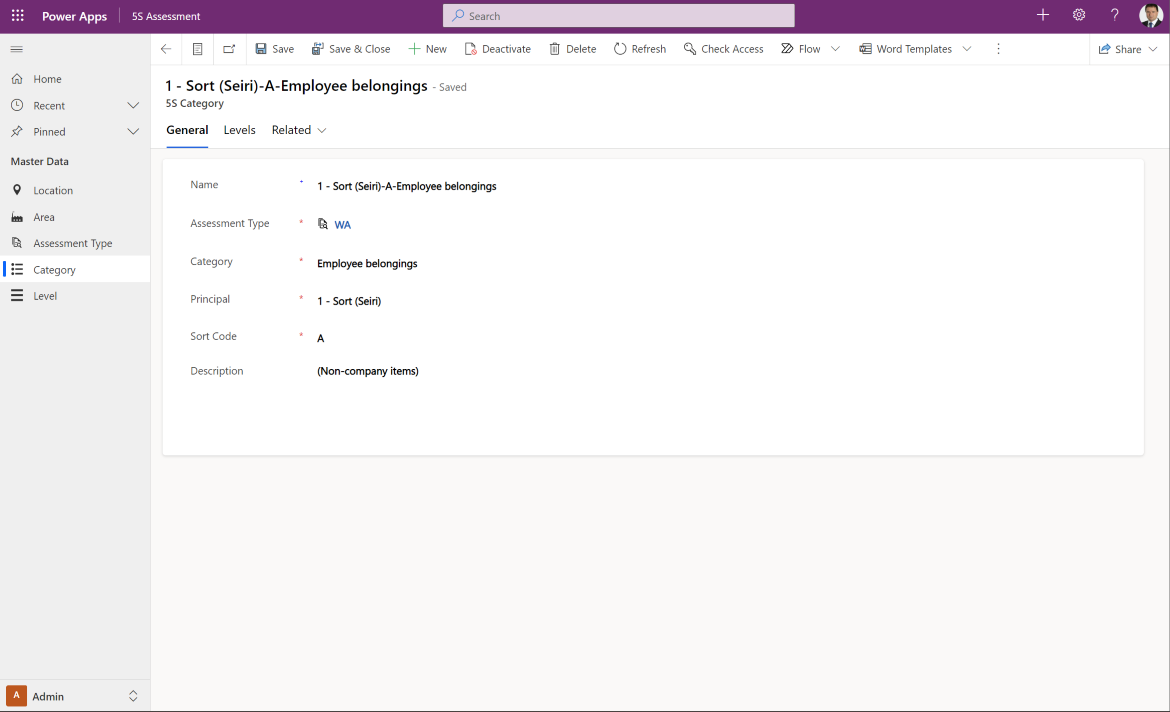 Power Apps 5S Assessment Search ?
Save Save & Close New Deactivate Delete Refresh Check Access Flow Word Templates Share
Home
Recent
Pinned
Master Data
Location
Area
Assessment Type
Category
Level
A Admin
1 - Sort (Seiri)-A-Employee belongings - Saved
5S Category
General Levels Related
Name * 1 - Sort (Seiri)-A-Employee belongings
Assessment Type * WA
Category * Employee belongings
Principal * 1 - Sort (Seiri)
Sort Code * A
Description (Non-company items)